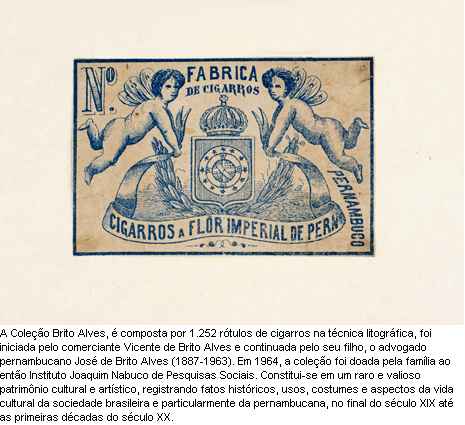 Nº.
FABRICA
DE CIGARROS
CIGARROS A FLOR IMPERIAL DE PERNº
PERNAMBUCO
A Coleção Brito Alves, é composta por 1.252 rótulos de cigarros na técnica litográfica, foi
iniciada pelo comerciante Vicente de Brito Alves e continuada pelo seu filho, o advogado
pernambucano José de Brito Alves (1887-1963). Em 1964, a coleção foi doada pela família ao
então Instituto Joaquim Nabuco de Pesquisas Sociais. Constitui-se em um raro e valioso
patrimônio cultural e artístico, registrando fatos históricos, usos, costumes e aspectos da vida
cultural da sociedade brasileira e particularmente da pernambucana, no final do século XIX até
as primeiras décadas do século XX.